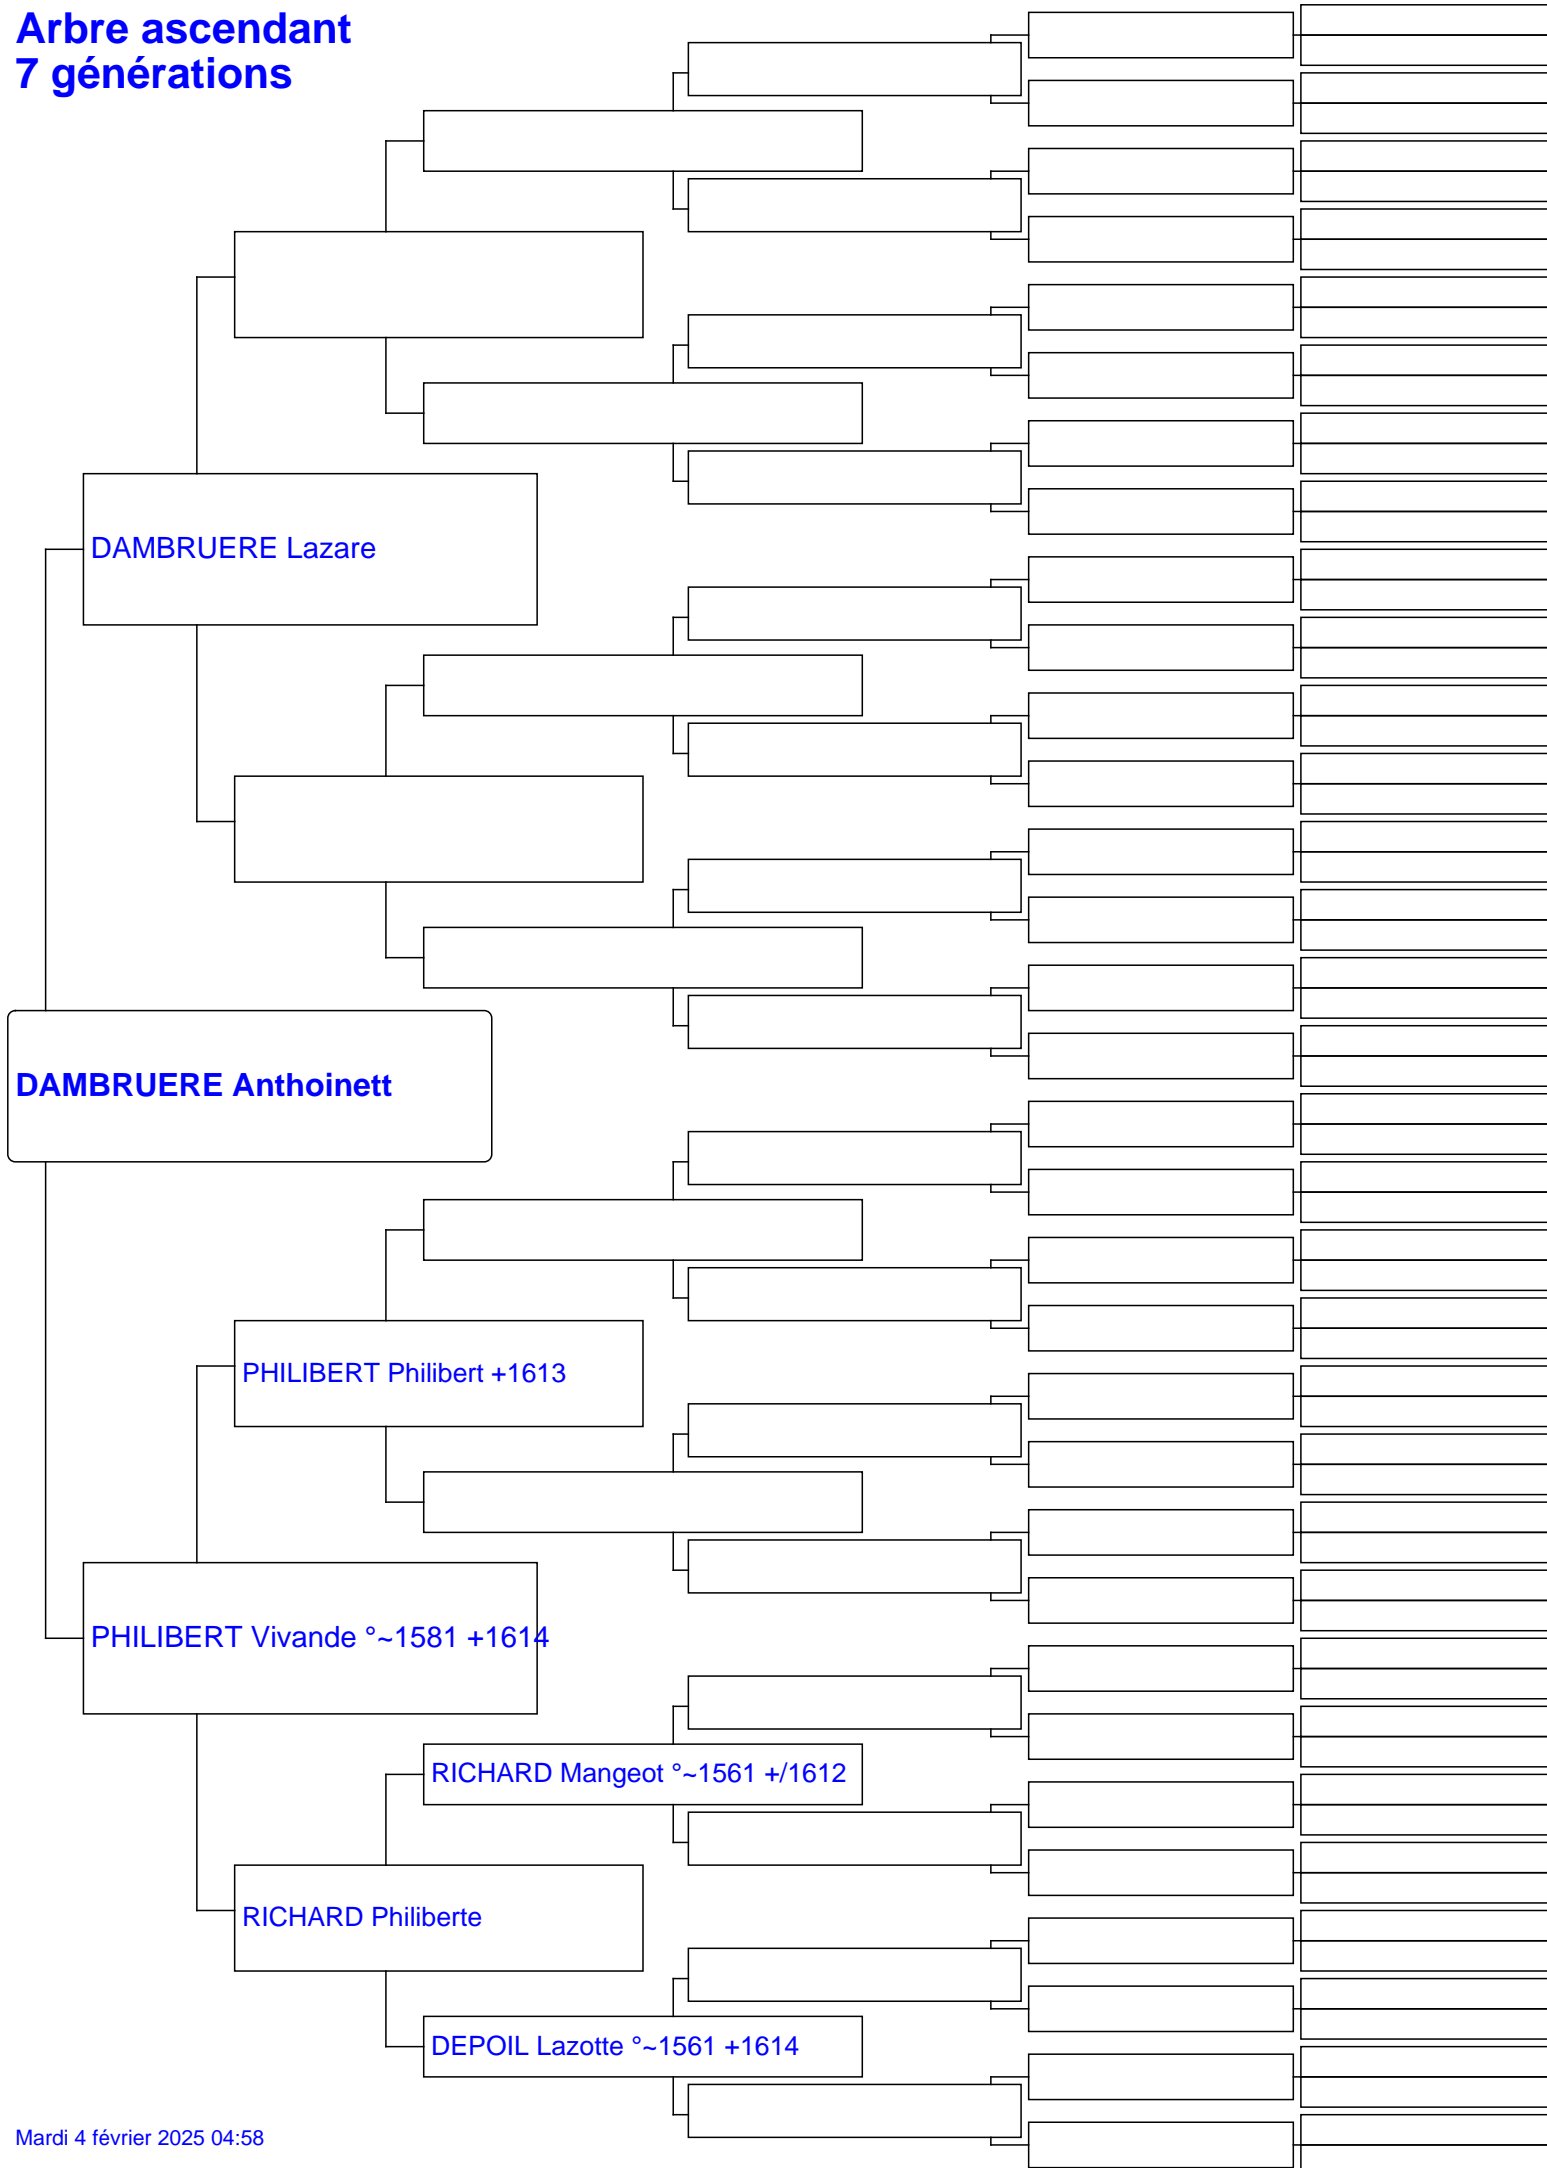 Arbre ascendant
7 générations
DAMBRUERE Lazare
DAMBRUERE Anthoinett
PHILIBERT Philibert +1613
PHILIBERT Vivande °~1581 +1614
RICHARD Mangeot °~1561 +/1612
RICHARD Philiberte
DEPOIL Lazotte °~1561 +1614
Mardi 4 février 2025 04:58